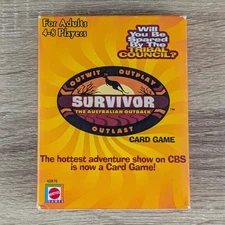 For Adults
4-8 Players
Will
You Be
Spared
By The
TRIBAL
COUNCIL?
OUTWIT OUTPLAY
SURVIVOR
THE AUSTRALIAN OUTBACK
OUTLAST
CARD GAME
The hottest adventure show on CBS
is now a Card Game!